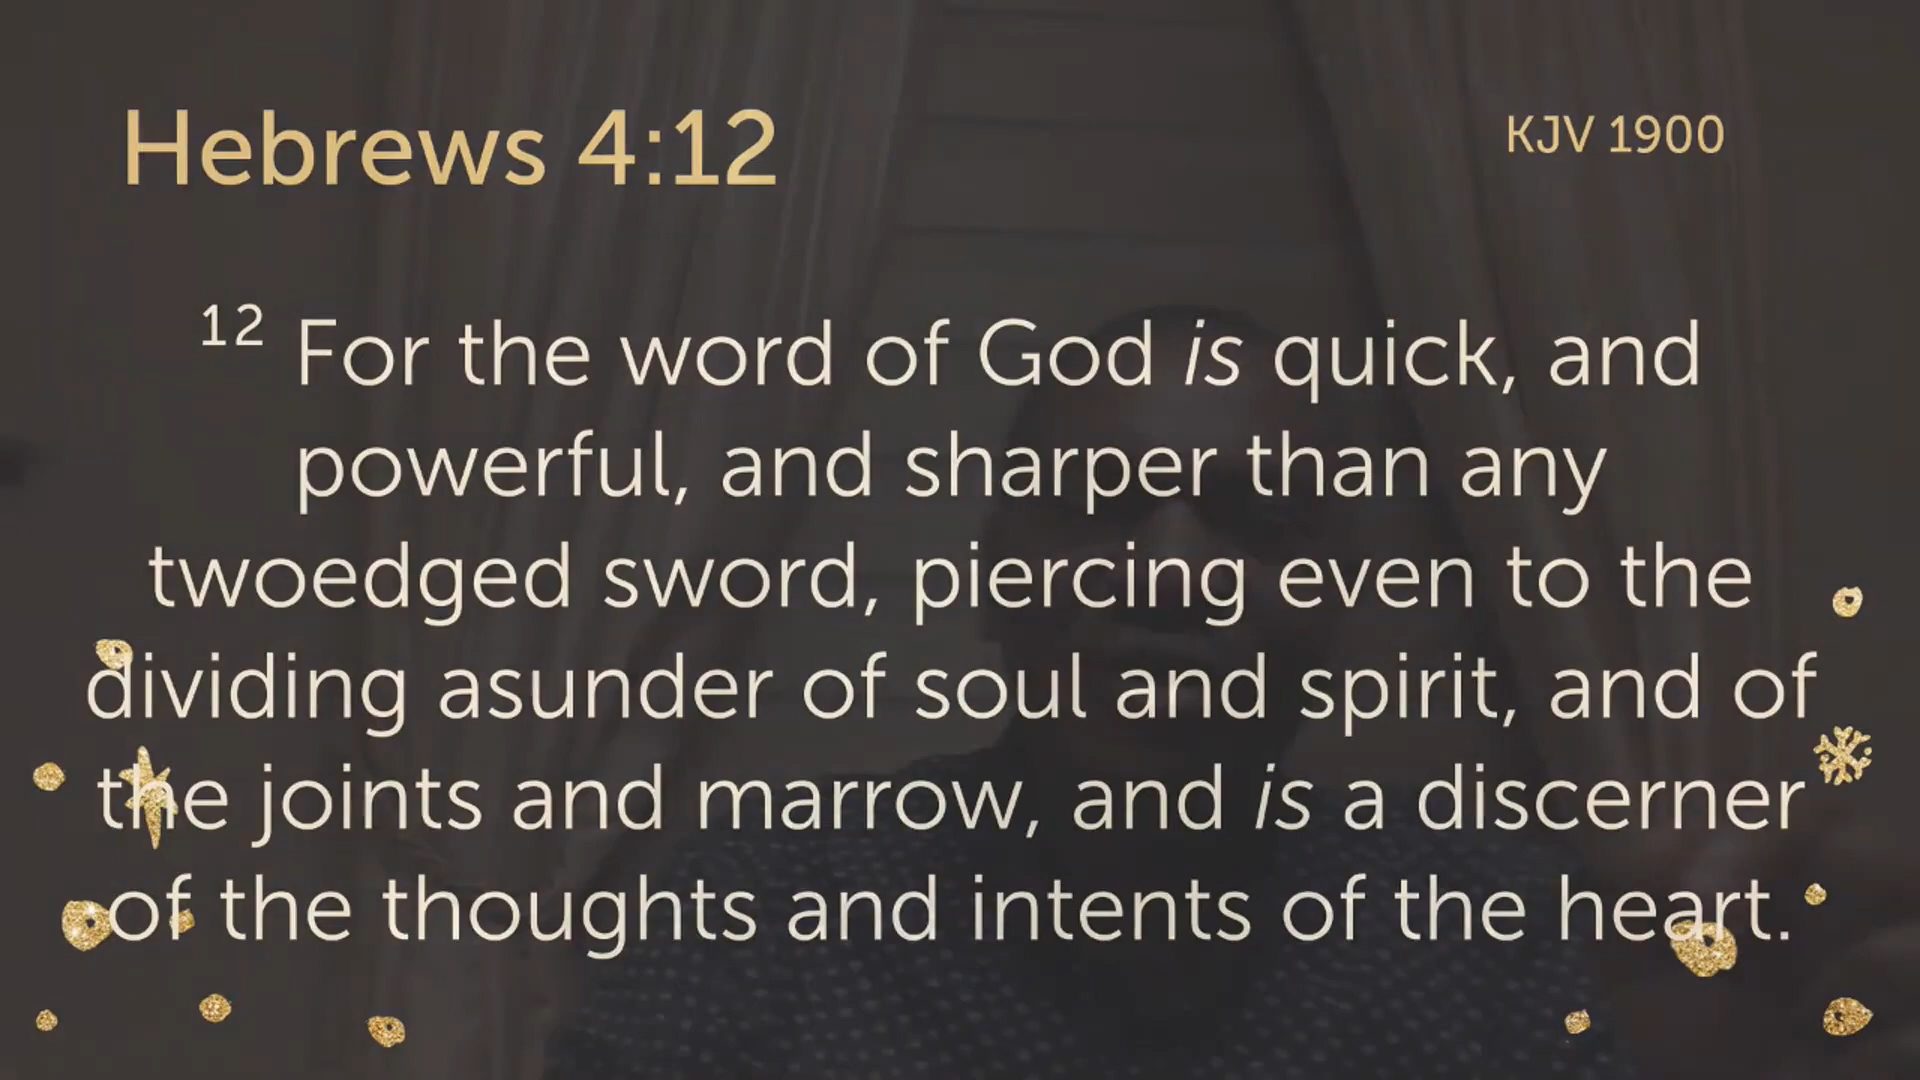 Hebrews 4:12
KJV 1900
12 For the word of God is quick, and
powerful, and sharper than any
twoedged sword, piercing even to the
dividing asunder of soul and spirit, and of
the joints and marrow, and is a discerner
of the thoughts and intents of the heart.